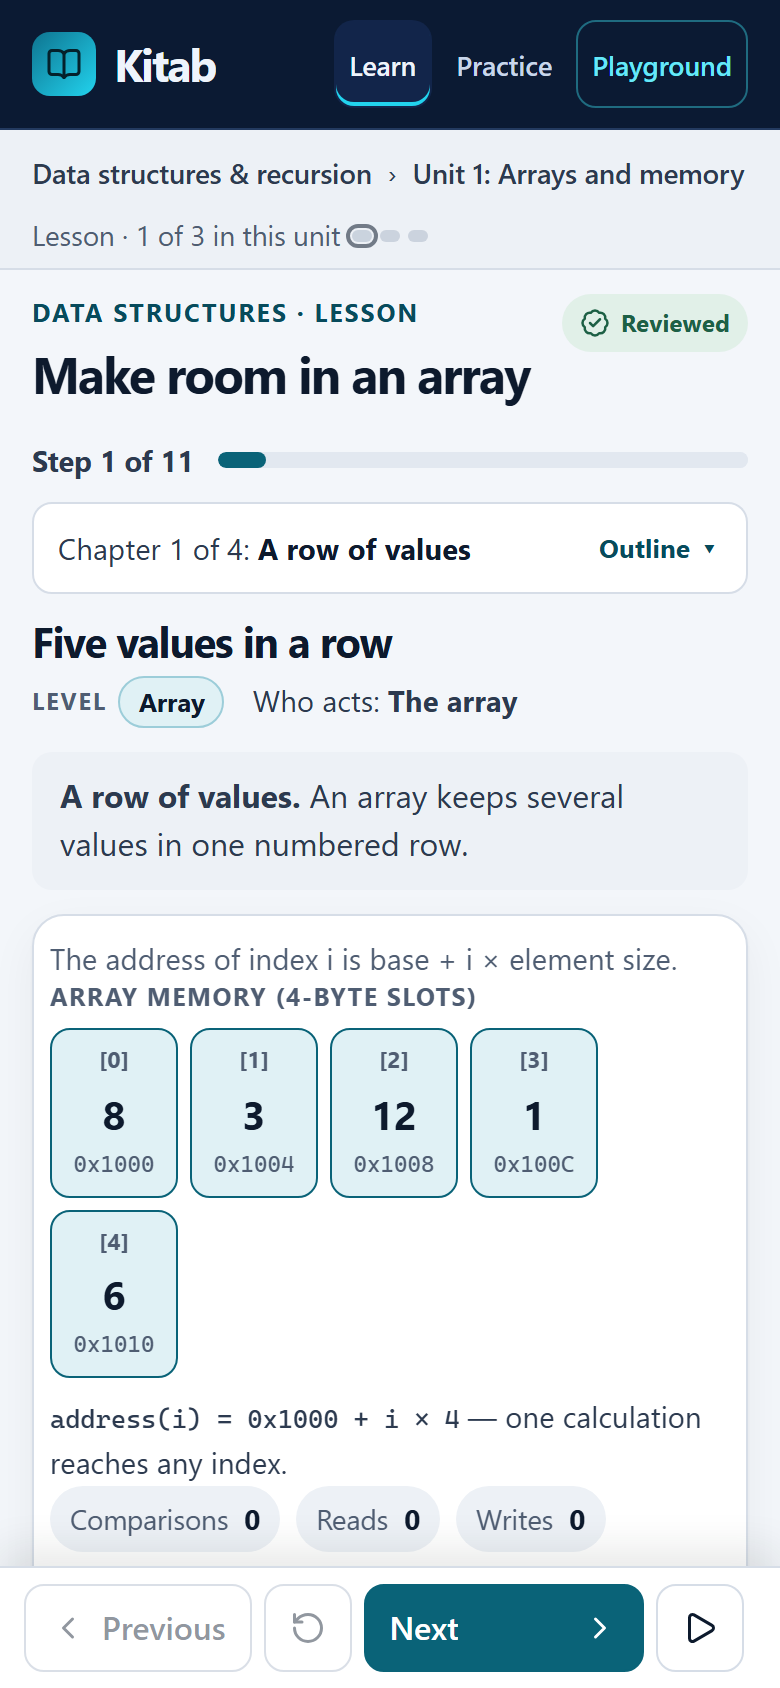 Kitab
Learn
Practice
Playground
Data structures & recursion › Unit 1: Arrays and memory
Lesson · 1 of 3 in this unit
DATA STRUCTURES · LESSON
Reviewed
Make room in an array
Step 1 of 11
Chapter 1 of 4: A row of values
Outline ▼
Five values in a row
LEVEL Array Who acts: The array
A row of values. An array keeps several
values in one numbered row.
The address of index i is base + i × element size.
ARRAY MEMORY (4-BYTE SLOTS)
[0] [1] [2] [3]
8 3 12 1
0x1000 0x1004 0x1008 0x100C
[4]
6
0x1010
address(i) = 0x1000 + i × 4 — one calculation
reaches any index.
Comparisons 0 Reads 0 Writes 0
Previous
Next